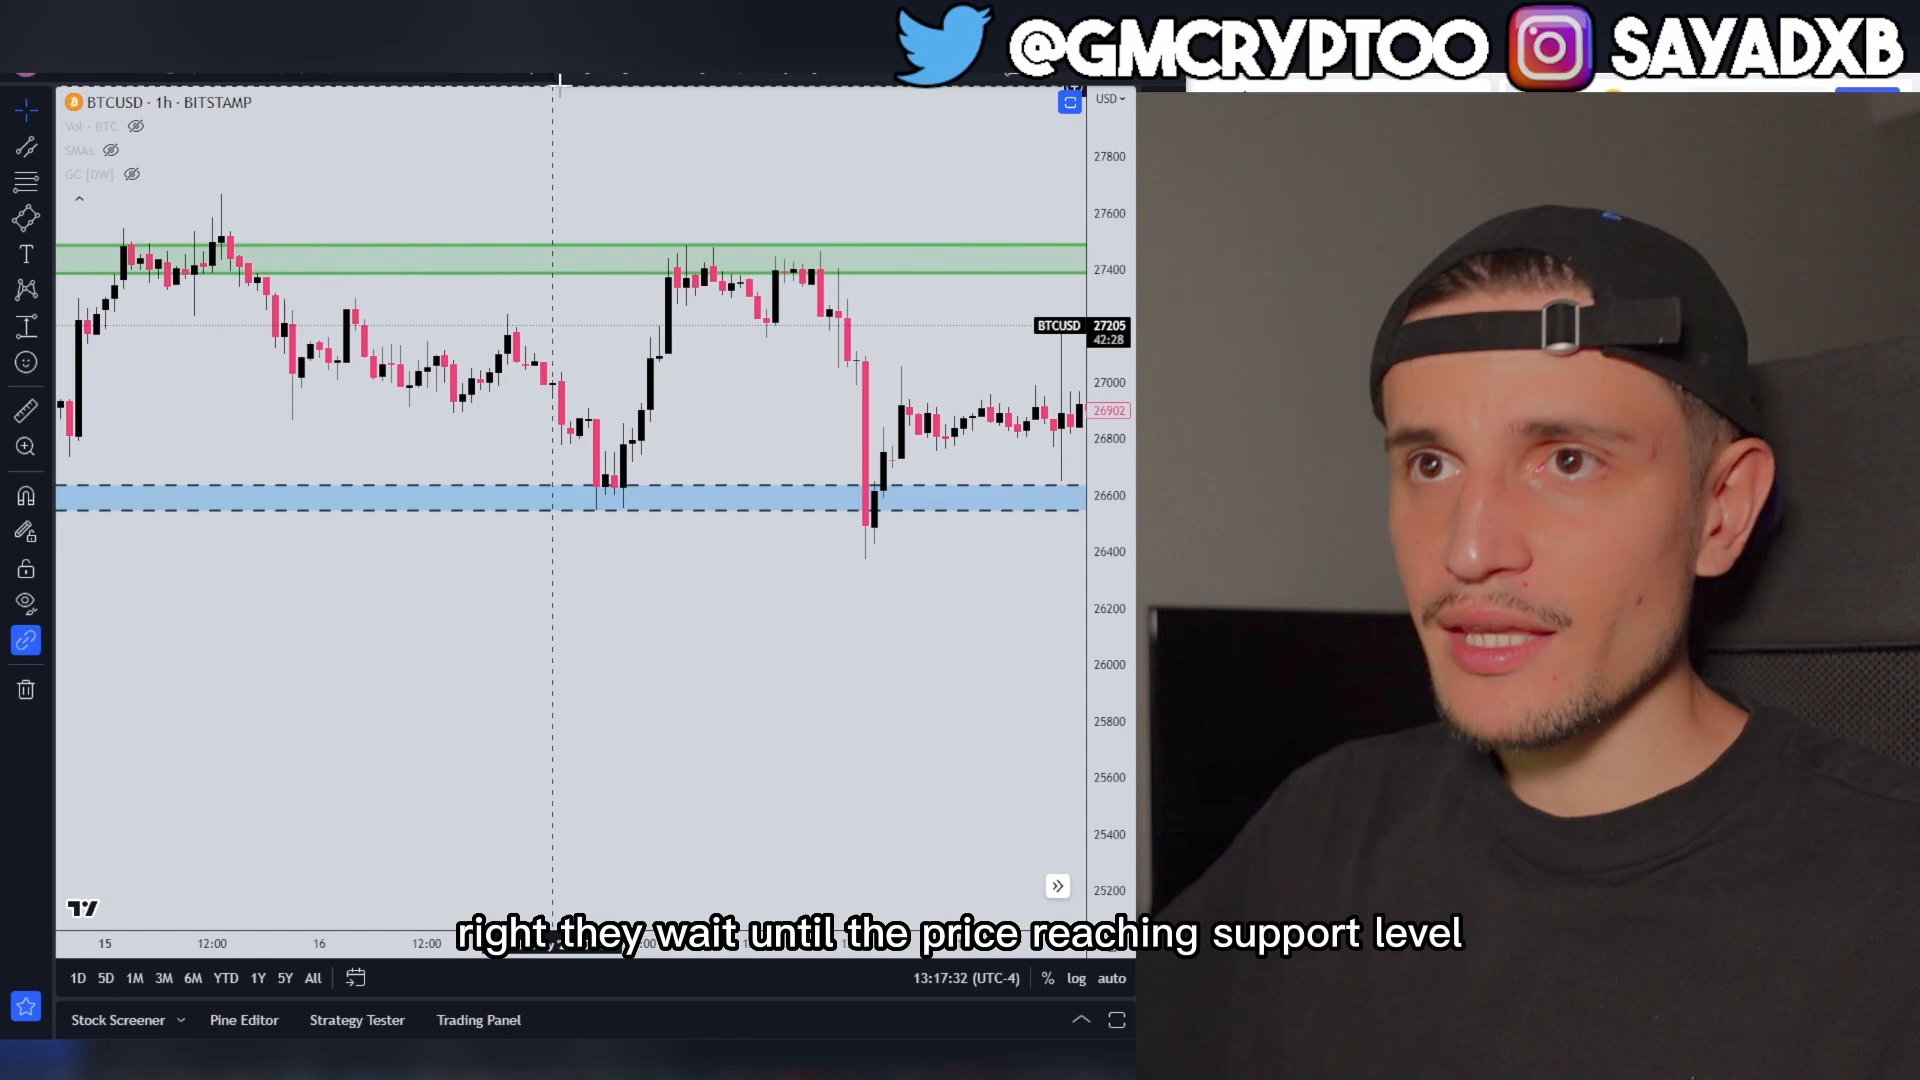 @GMCRYPTOO SAYADXB
BTCUSD · 1h · BITSTAMP
USD
Vol · BTC
SMAs
GC [DW]
27800
27600
27400
BTCUSD 27205
42:28
27000
26902
26800
26600
26400
26200
26000
25800
25600
25400
25200
right they wait until the price reaching support level
15 12:00 16 12:00
1D 5D 1M 3M 6M YTD 1Y 5Y All 13:17:32 (UTC-4) % log auto
Stock Screener Pine Editor Strategy Tester Trading Panel